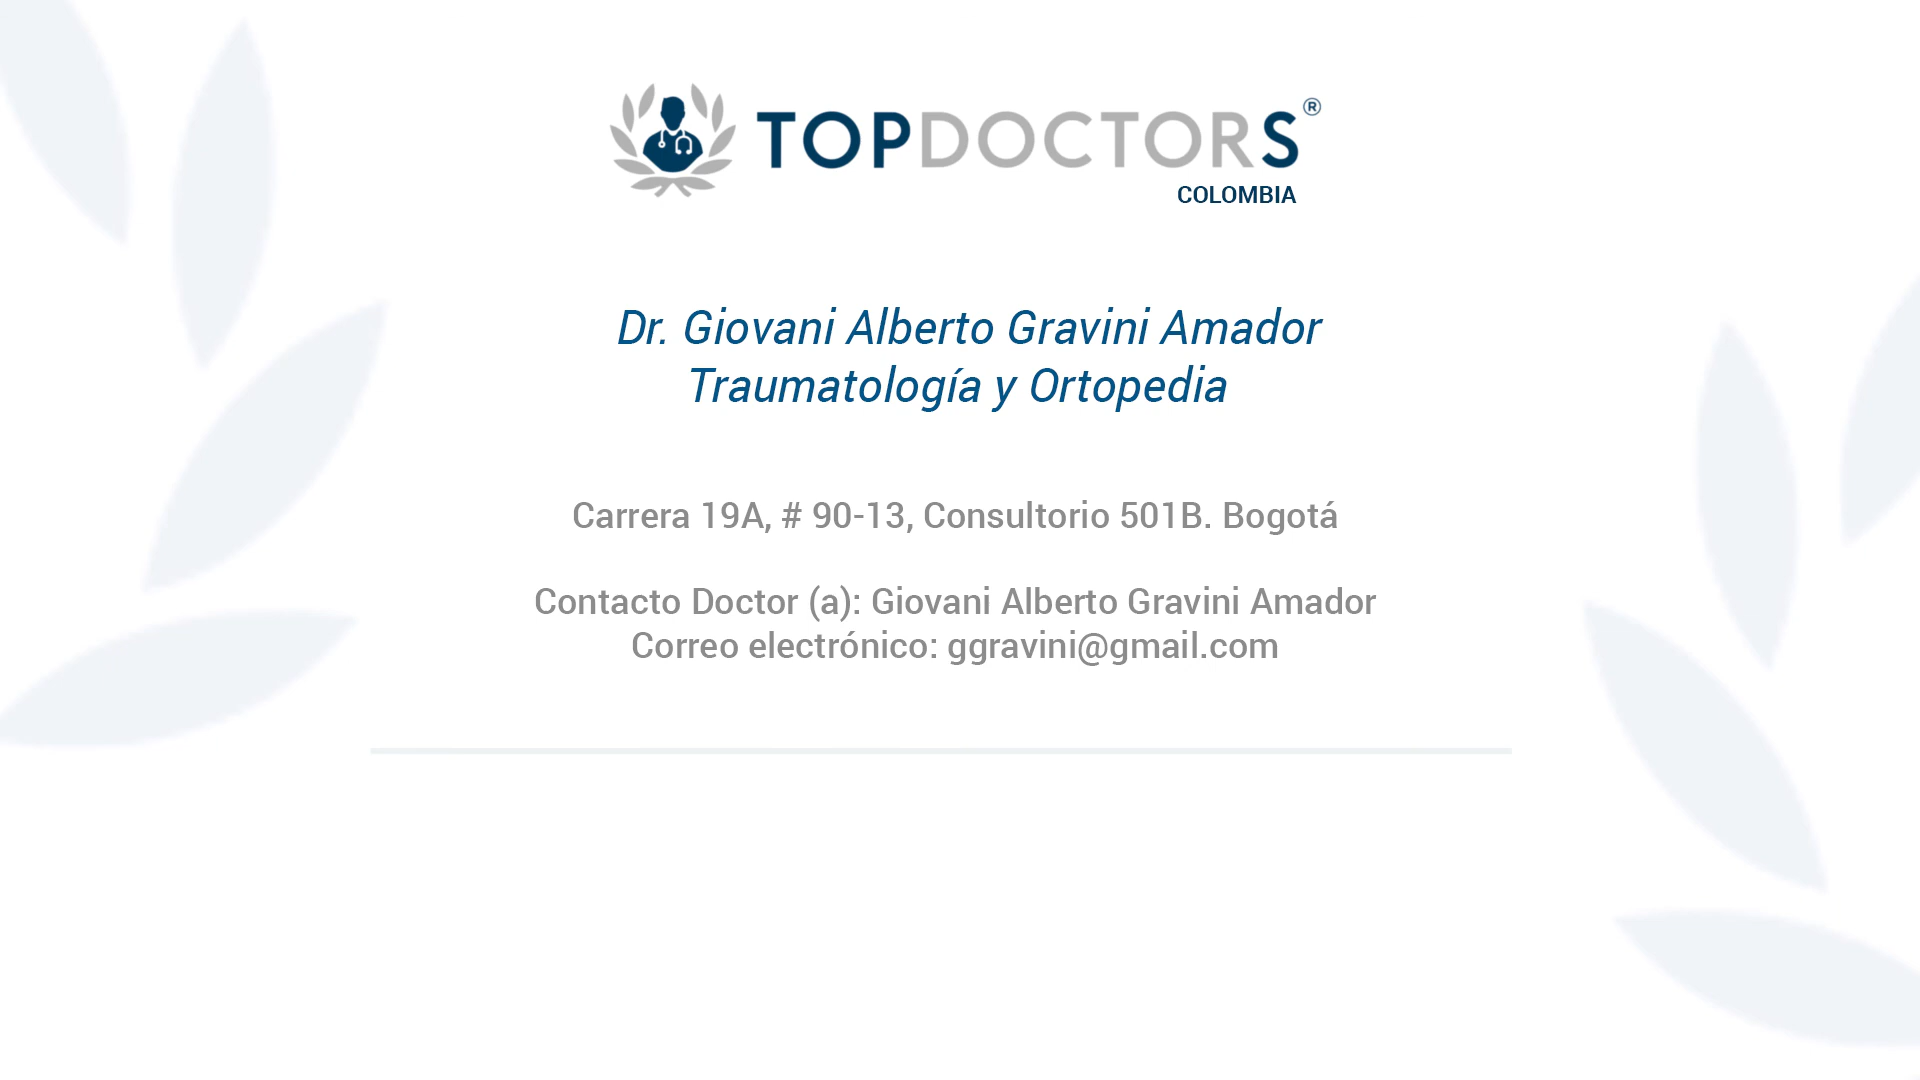 TOPDOCTORS®
COLOMBIA
Dr. Giovani Alberto Gravini Amador
Traumatología y Ortopedia
Carrera 19A, # 90-13, Consultorio 501B. Bogotá
Contacto Doctor (a): Giovani Alberto Gravini Amador
Correo electrónico: ggravini@gmail.com